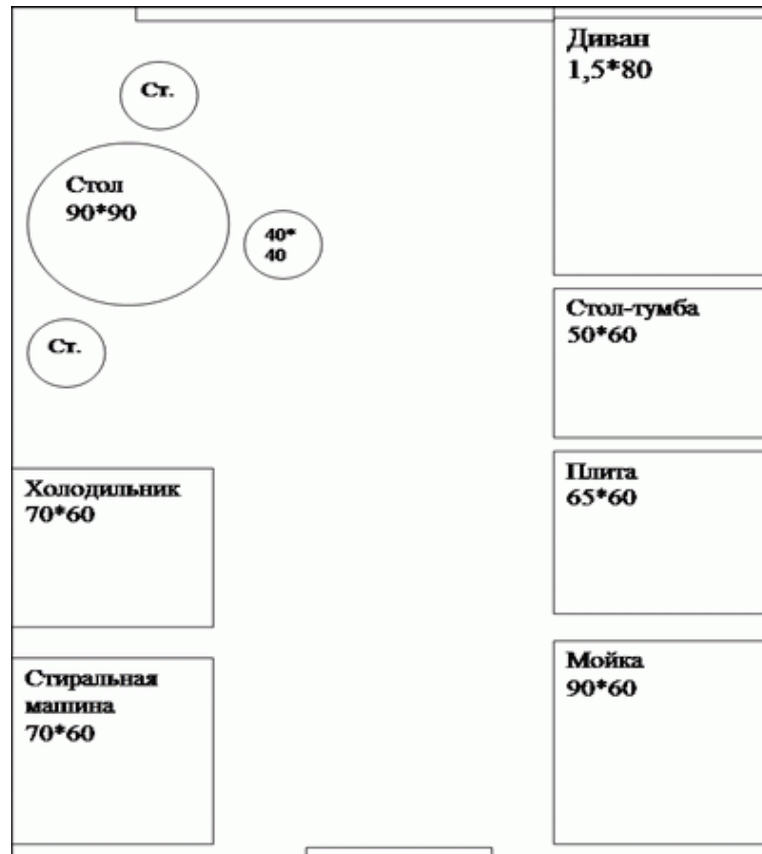 Диван
1,5*80
Ст.
Стол
90*90
40*
40
Стол-тумба
50*60
Ст.
Холодильник
70*60
Плита
65*60
Стиральная
машина
70*60
Мойка
90*60